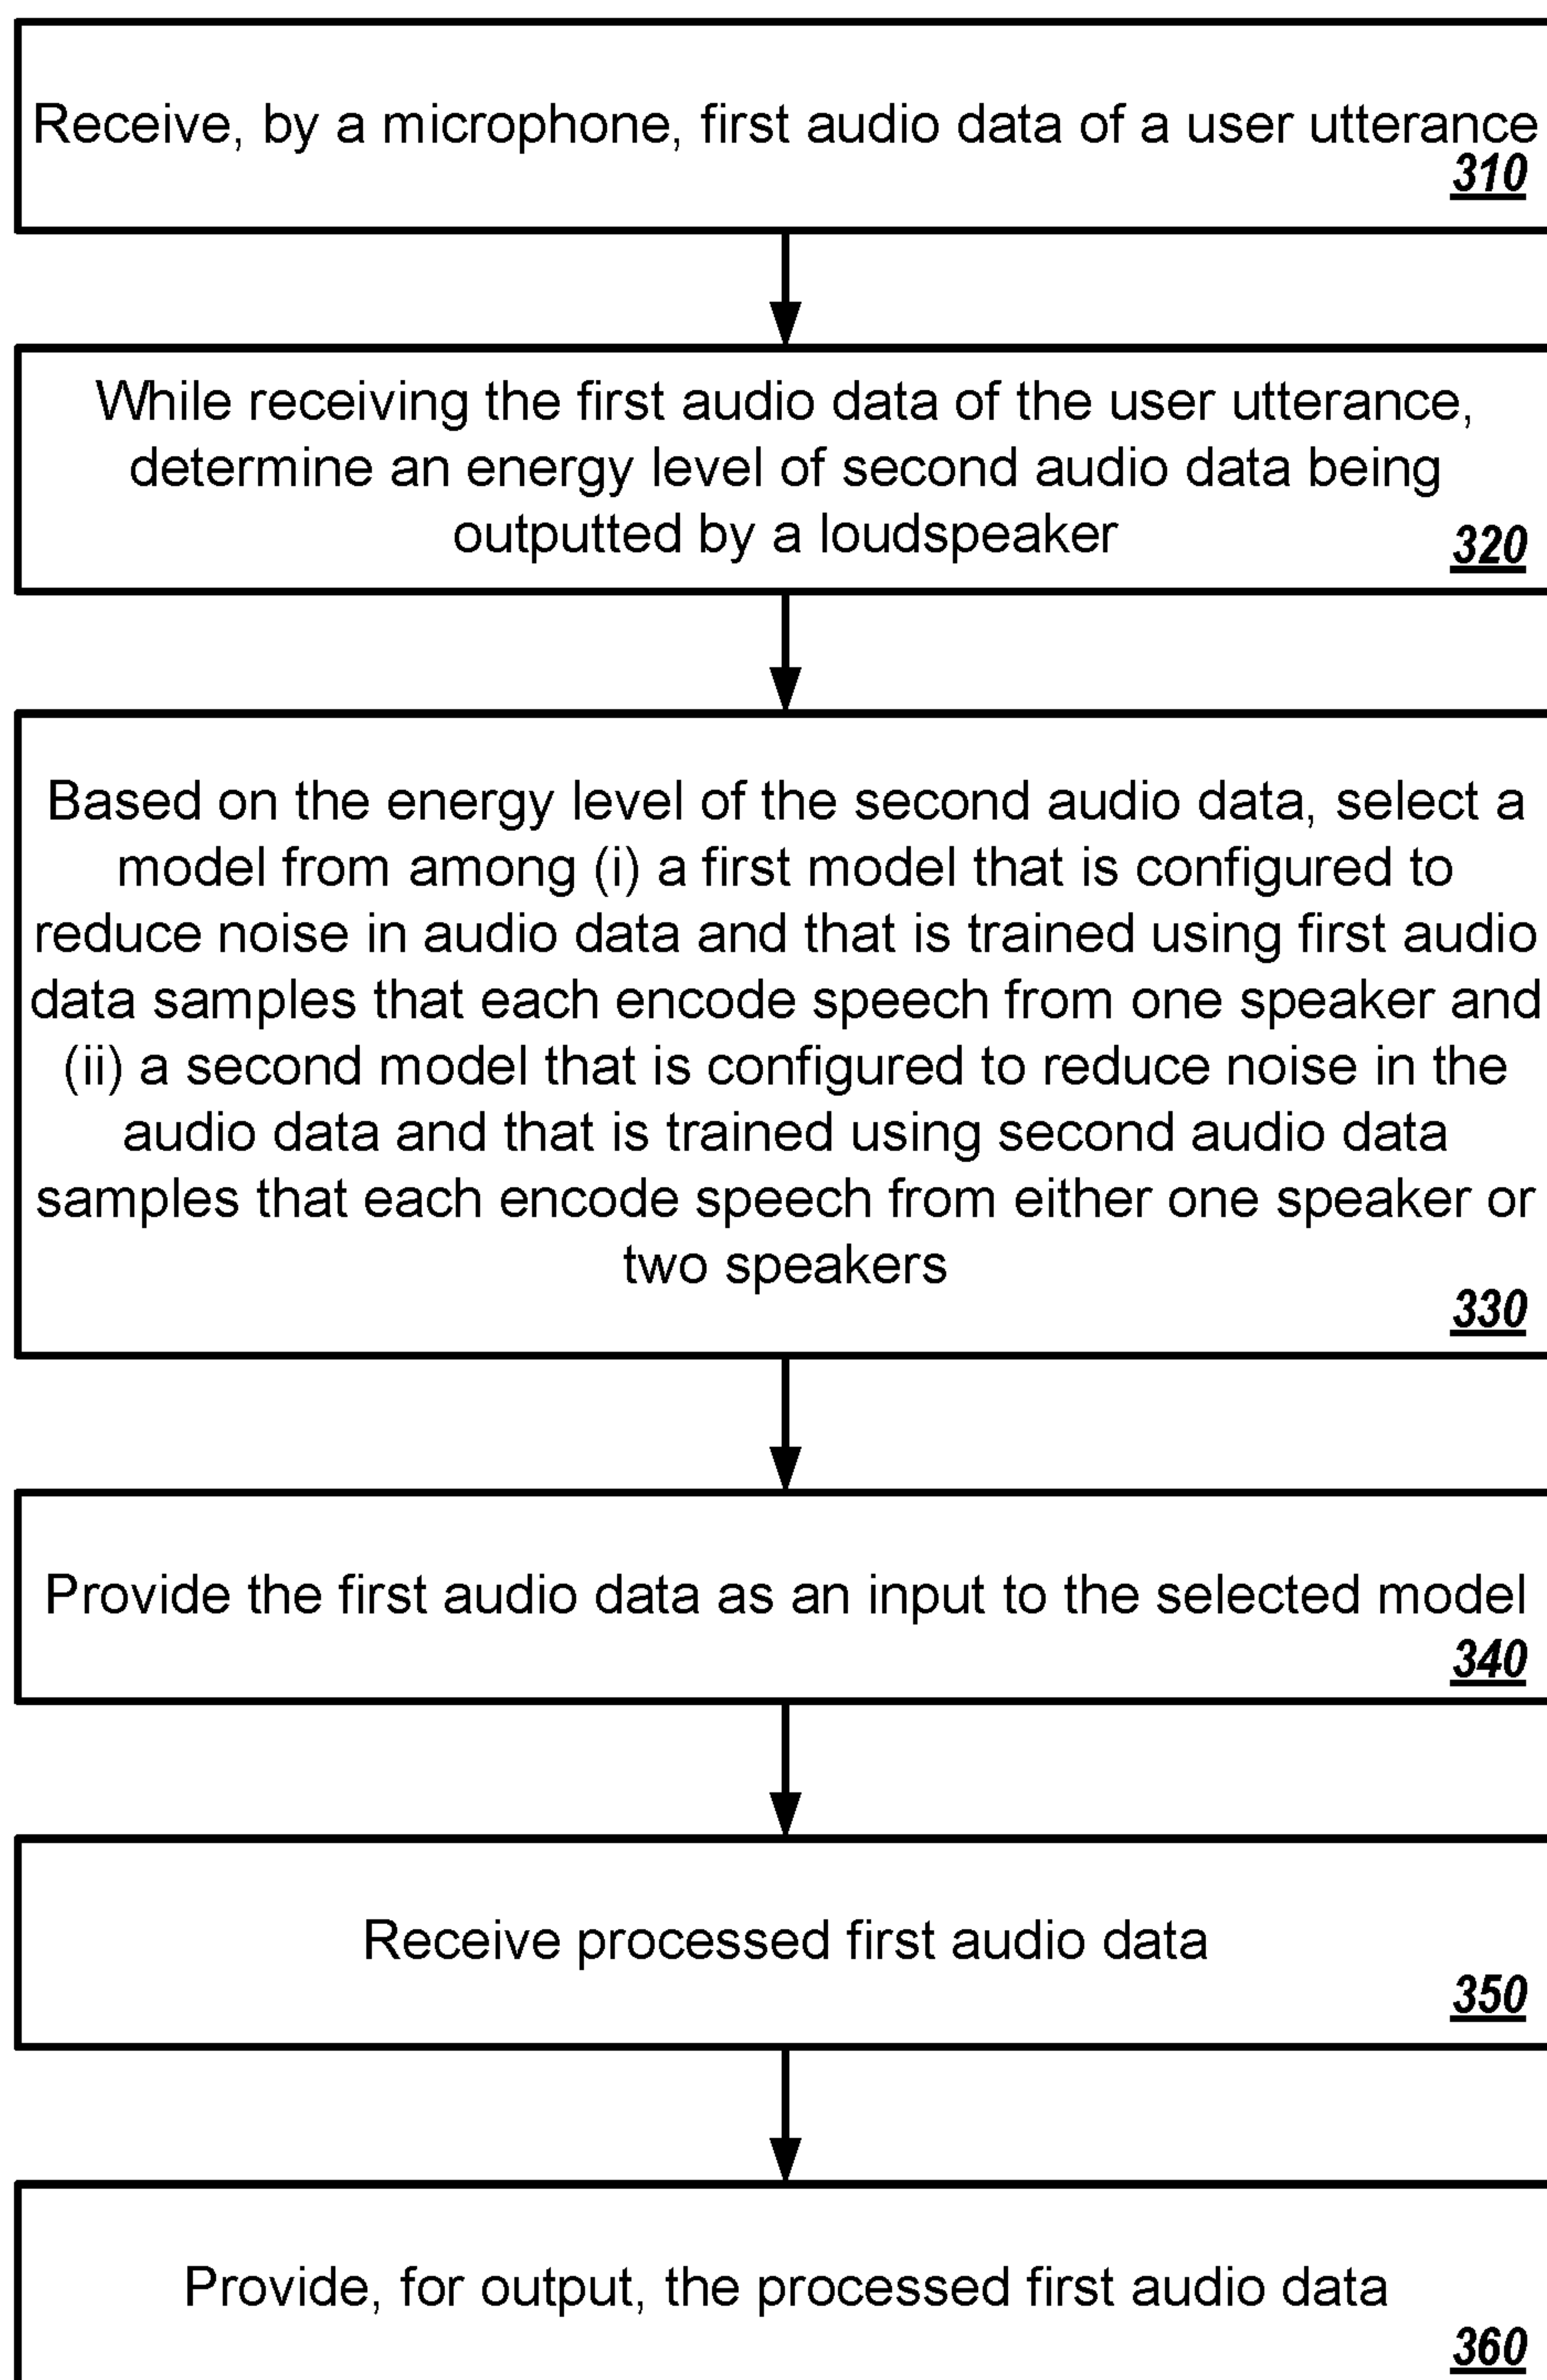 Receive, by a microphone, first audio data of a user utterance
310
While receiving the first audio data of the user utterance,
determine an energy level of second audio data being
outputted by a loudspeaker
320
Based on the energy level of the second audio data, select a
model from among (i) a first model that is configured to
reduce noise in audio data and that is trained using first audio
data samples that each encode speech from one speaker and
(ii) a second model that is configured to reduce noise in the
audio data and that is trained using second audio data
samples that each encode speech from either one speaker or
two speakers
330
Provide the first audio data as an input to the selected model
340
Receive processed first audio data
350
Provide, for output, the processed first audio data
360